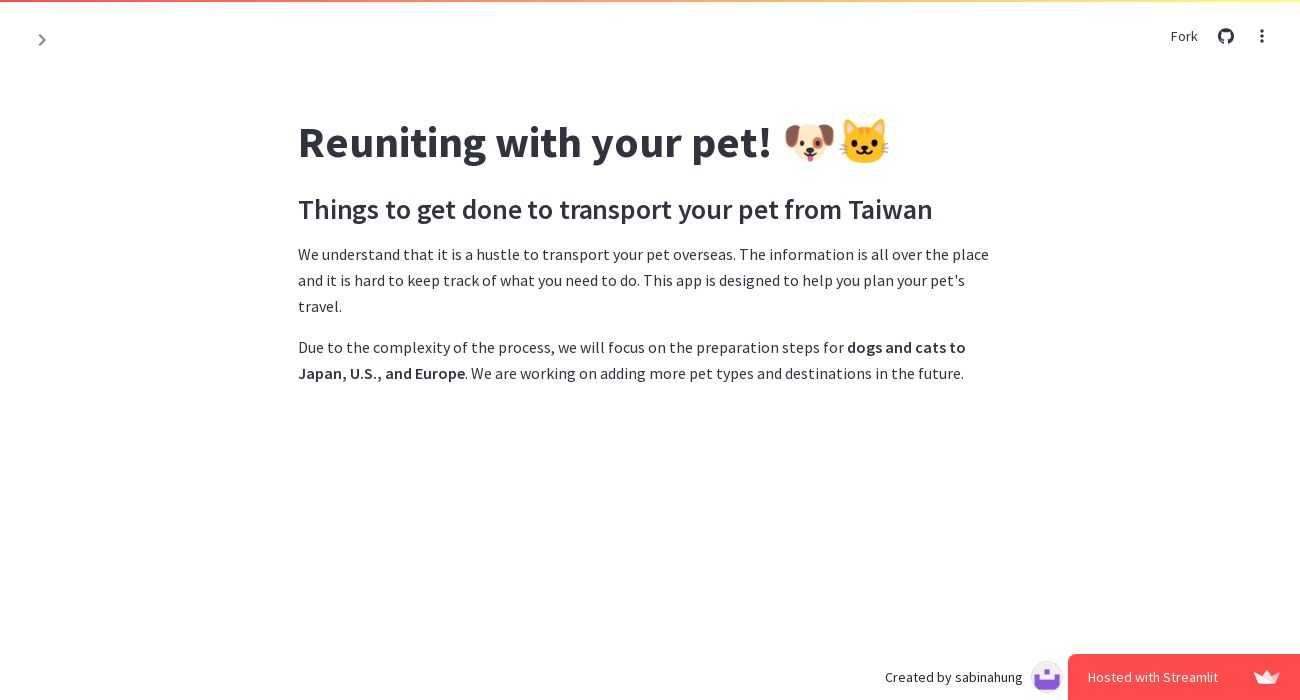 Fork
Reuniting with your pet! 🐶🐱
Things to get done to transport your pet from Taiwan
We understand that it is a hustle to transport your pet overseas. The information is all over the place
and it is hard to keep track of what you need to do. This app is designed to help you plan your pet's
travel.
Due to the complexity of the process, we will focus on the preparation steps for dogs and cats to
Japan, U.S., and Europe. We are working on adding more pet types and destinations in the future.
Created by sabinahung
Hosted with Streamlit